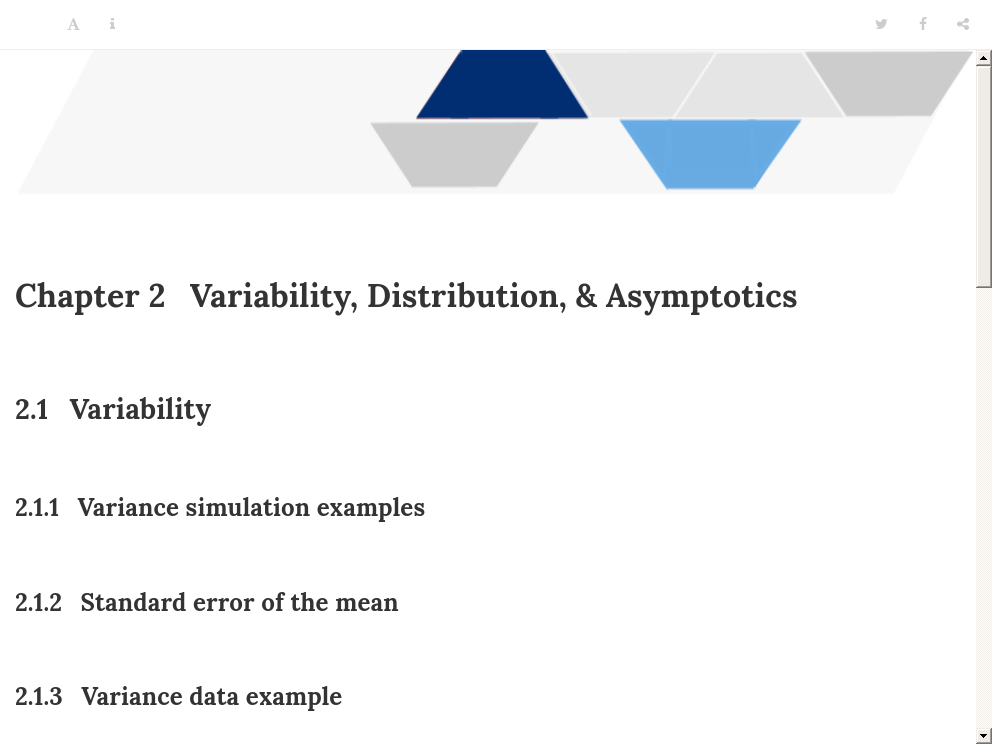 Chapter 2 Variability, Distribution, & Asymptotics
2.1 Variability
2.1.1 Variance simulation examples
2.1.2 Standard error of the mean
2.1.3 Variance data example